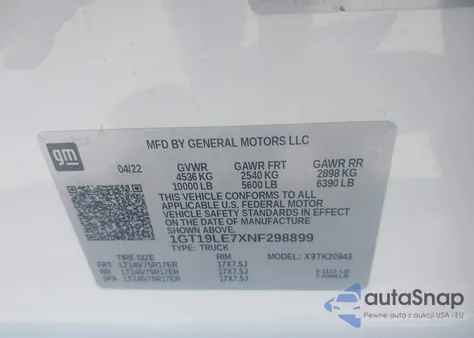 gm
MFD BY GENERAL MOTORS LLC
04/22 GVWR GAWR FRT GAWR RR
4536 KG 2540 KG 2898 KG
10000 LB 5600 LB 6390 LB
THIS VEHICLE CONFORMS TO ALL
APPLICABLE U.S. FEDERAL MOTOR
VEHICLE SAFETY STANDARDS IN
EFFECT ON THE DATE OF
MANUFACTURE SHOWN ABOVE.
1GT19LE7XNF298899
TYPE: TRUCK
MODEL: X9TK20943
TIRE SIZE RIM
FRT LT245/75R17ER 17X7.5J
RR LT245/75R17ER 17X7.5J
SPA LT245/75R17ER 17X7.5J
autoSnap
Pewne auta z aukcji USA i EU